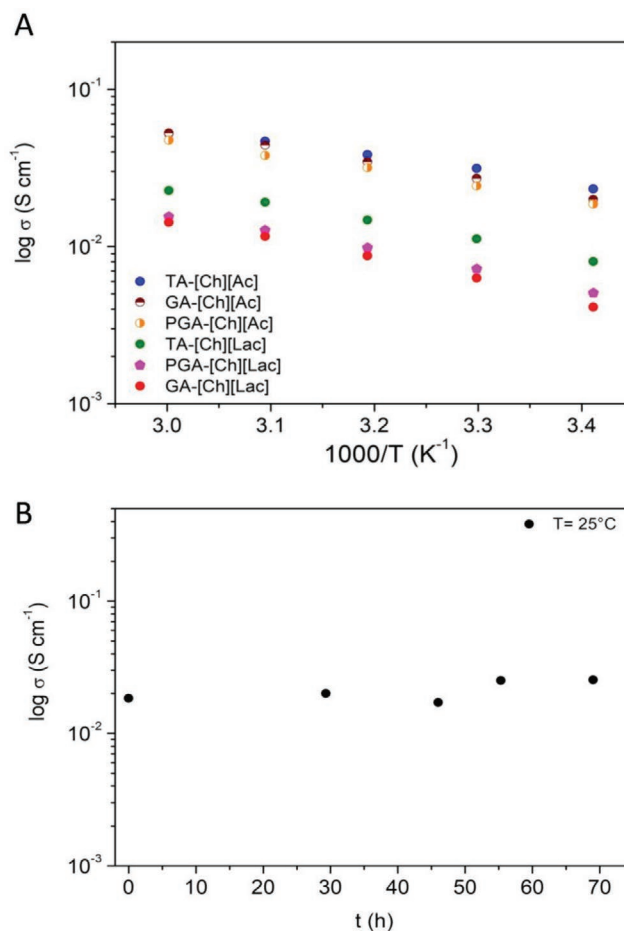 A
log σ (S cm⁻¹)
10⁻¹
10⁻²
10⁻³
TA-[Ch][Ac]
GA-[Ch][Ac]
PGA-[Ch][Ac]
TA-[Ch][Lac]
PGA-[Ch][Lac]
GA-[Ch][Lac]
3.0 3.1 3.2 3.3 3.4
1000/T (K⁻¹)
B
T= 25°C
log σ (S cm⁻¹)
10⁻¹
10⁻²
10⁻³
0 10 20 30 40 50 60 70
t (h)